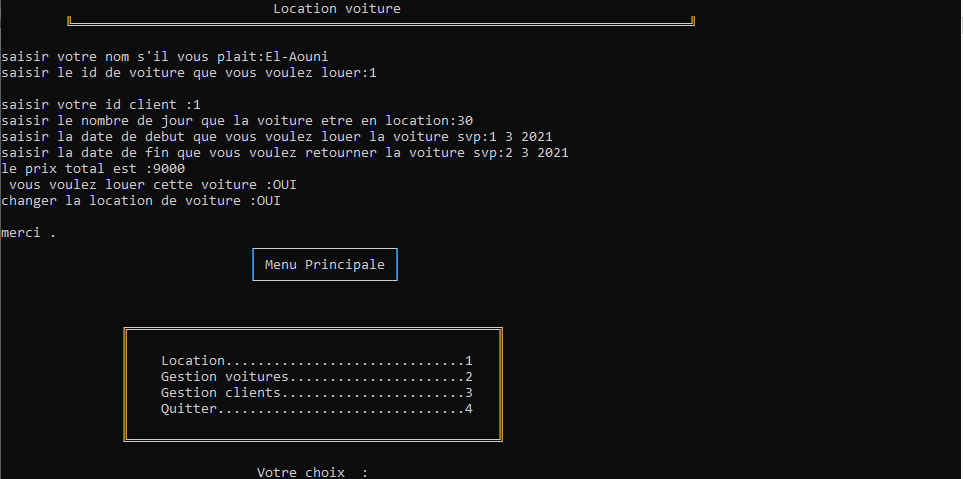 Location voiture
saisir votre nom s'il vous plait:El-Aouni
saisir le id de voiture que vous voulez louer:1
saisir votre id client :1
saisir le nombre de jour que la voiture etre en location:30
saisir la date de debut que vous voulez louer la voiture svp:1 3 2021
saisir la date de fin que vous voulez retourner la voiture svp:2 3 2021
le prix total est :9000
vous voulez louer cette voiture :OUI
changer la location de voiture :OUI
merci .
Menu Principale
Location..............................1
Gestion voitures......................2
Gestion clients.......................3
Quitter...............................4
Votre choix  :